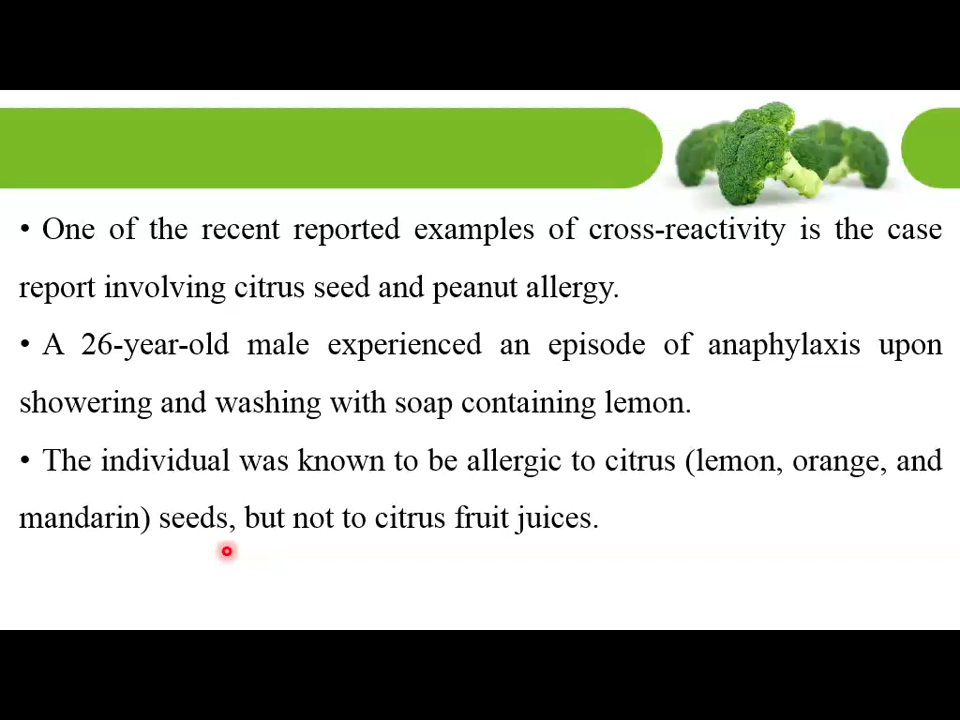 • One of the recent reported examples of cross-reactivity is the case
report involving citrus seed and peanut allergy.
• A 26-year-old male experienced an episode of anaphylaxis upon
showering and washing with soap containing lemon.
• The individual was known to be allergic to citrus (lemon, orange, and
mandarin) seeds, but not to citrus fruit juices.